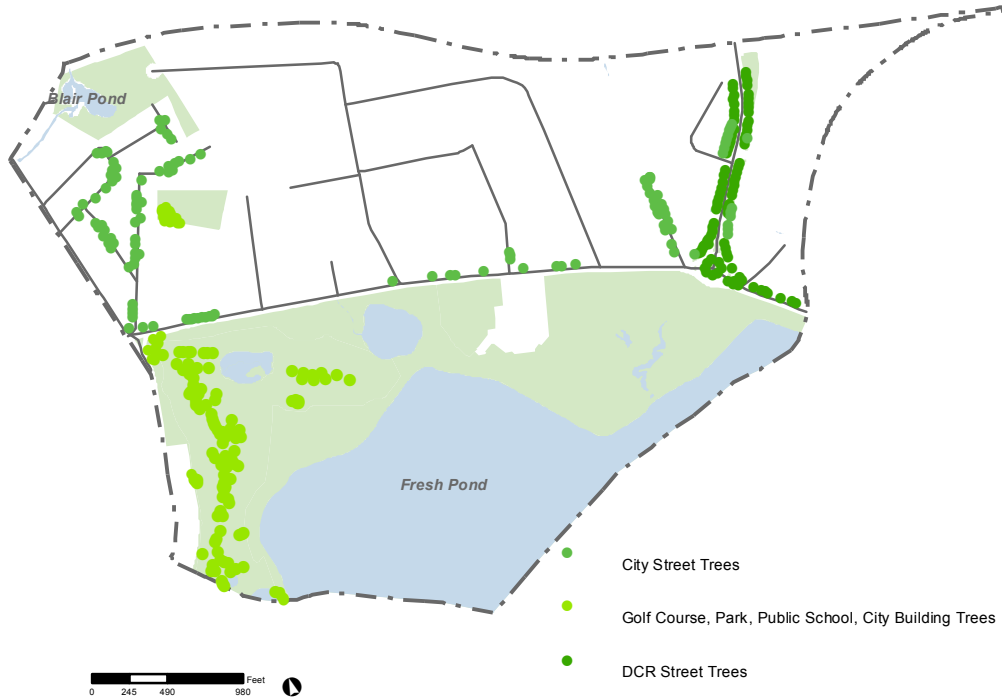 Blair Pond
Fresh Pond
City Street Trees
Golf Course, Park, Public School, City Building Trees
DCR Street Trees
Feet
0 245 490 980